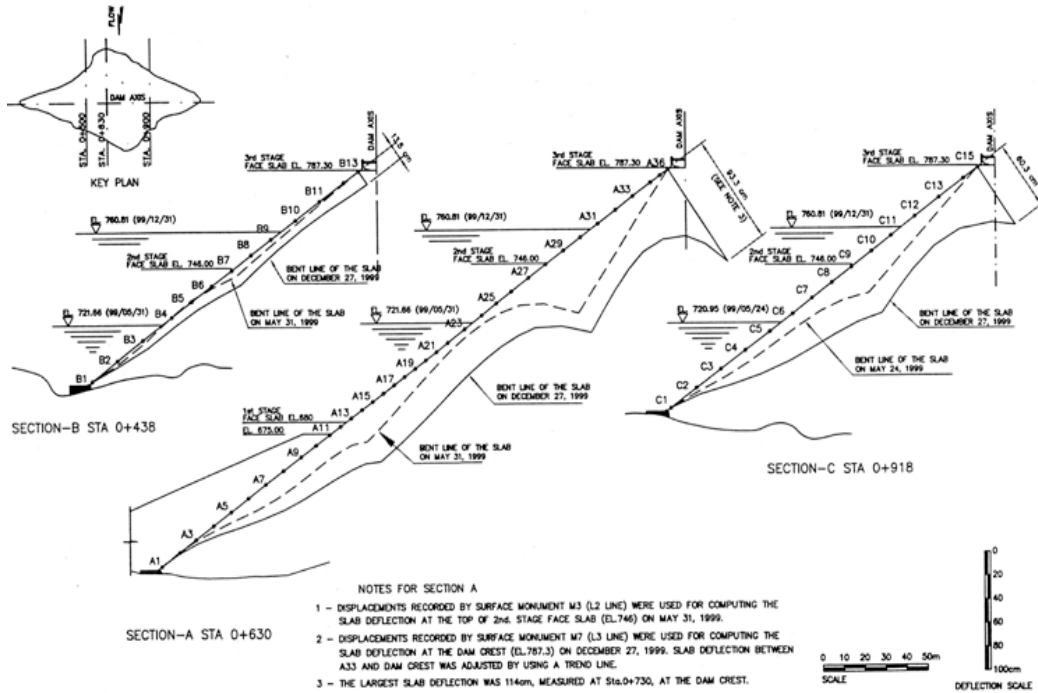 FLOW
DAM AXIS
STA. 0+630
KEY PLAN
DAM AXIS
13.8 cm
3rd STAGE
FACE SLAB EL. 787.30
B13
B11
B10
B9
B8
B7
B6
B5
B4
B3
B2
B1
EL 760.81 (99/12/31)
2nd STAGE
FACE SLAB EL. 746.00
EL 721.66 (99/05/31)
BENT LINE OF THE SLAB
ON DECEMBER 27, 1999
BENT LINE OF THE SLAB
ON MAY 31, 1999
SECTION-B STA 0+438
DAM AXIS
93.3 cm
(SEE NOTE 3)
3rd STAGE
FACE SLAB EL. 787.30
A36
A33
A31
A29
A27
A25
A23
A21
A19
A17
A15
A13
A11
A9
A7
A5
A3
A1
EL 760.81 (99/12/31)
2nd STAGE
FACE SLAB EL. 746.00
EL 721.66 (99/05/31)
1st STAGE
FACE SLAB EL.680
EL 675.00
BENT LINE OF THE SLAB
ON DECEMBER 27, 1999
BENT LINE OF THE SLAB
ON MAY 31, 1999
SECTION-A STA 0+630
DAM AXIS
60.3 cm
3rd STAGE
FACE SLAB EL. 787.30
C15
C13
C12
C11
C10
C9
C8
C7
C6
C5
C4
C3
C2
C1
EL 760.81 (99/12/31)
2nd STAGE
FACE SLAB EL. 746.00
EL 720.95 (99/05/24)
BENT LINE OF THE SLAB
ON DECEMBER 27, 1999
BENT LINE OF THE SLAB
ON MAY 24, 1999
SECTION-C STA 0+918
NOTES FOR SECTION A
1 - DISPLACEMENTS RECORDED BY SURFACE MONUMENT M3 (L2 LINE) WERE USED FOR COMPUTING THE
SLAB DEFLECTION AT THE TOP OF 2nd. STAGE FACE SLAB (EL.746) ON MAY 31, 1999.
2 - DISPLACEMENTS RECORDED BY SURFACE MONUMENT M7 (L3 LINE) WERE USED FOR COMPUTING THE
SLAB DEFLECTION AT THE DAM CREST (EL.787.3) ON DECEMBER 27, 1999. SLAB DEFLECTION BETWEEN
A33 AND DAM CREST WAS ADJUSTED BY USING A TREND LINE.
3 - THE LARGEST SLAB DEFLECTION WAS 114cm, MEASURED AT Sta.0+730, AT THE DAM CREST.
0 10 20 30 40 50m
SCALE
0
20
40
60
80
100cm
DEFLECTION SCALE